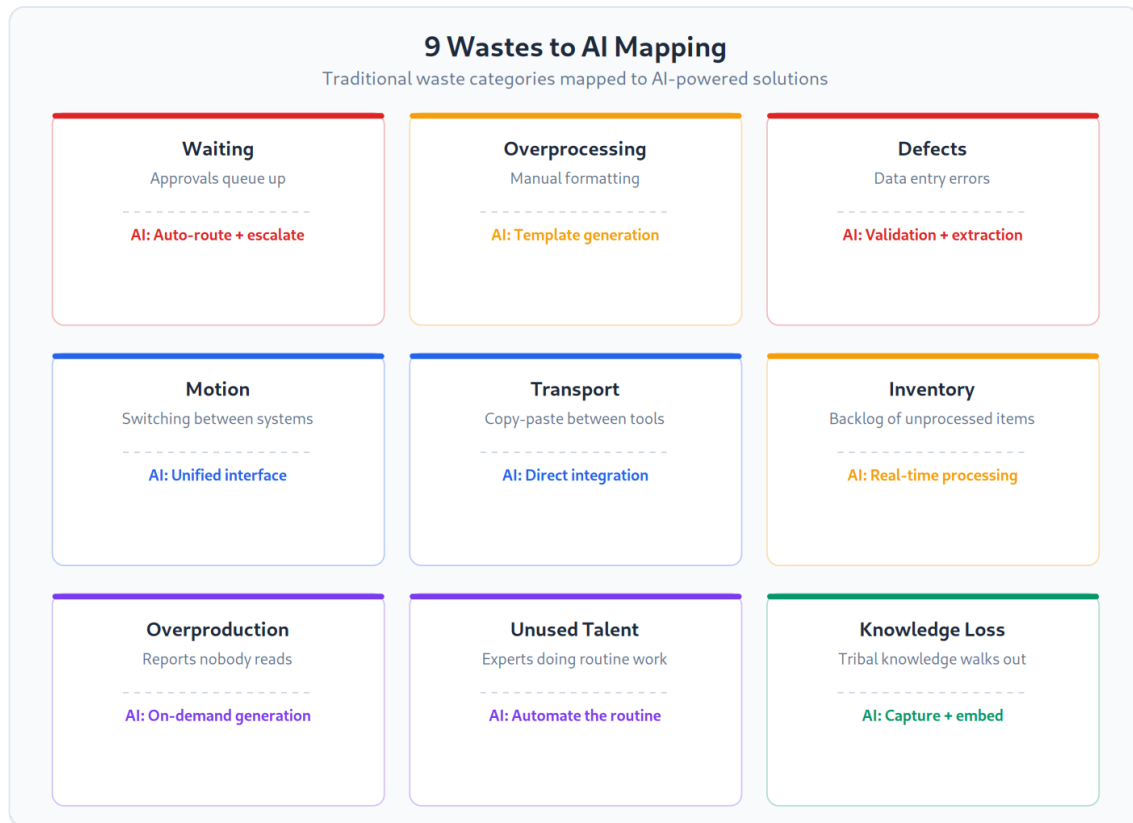 9 Wastes to AI Mapping
Traditional waste categories mapped to AI-powered solutions
Waiting
Approvals queue up
AI: Auto-route + escalate
Overprocessing
Manual formatting
AI: Template generation
Defects
Data entry errors
AI: Validation + extraction
Motion
Switching between systems
AI: Unified interface
Transport
Copy-paste between tools
AI: Direct integration
Inventory
Backlog of unprocessed items
AI: Real-time processing
Overproduction
Reports nobody reads
AI: On-demand generation
Unused Talent
Experts doing routine work
AI: Automate the routine
Knowledge Loss
Tribal knowledge walks out
AI: Capture + embed